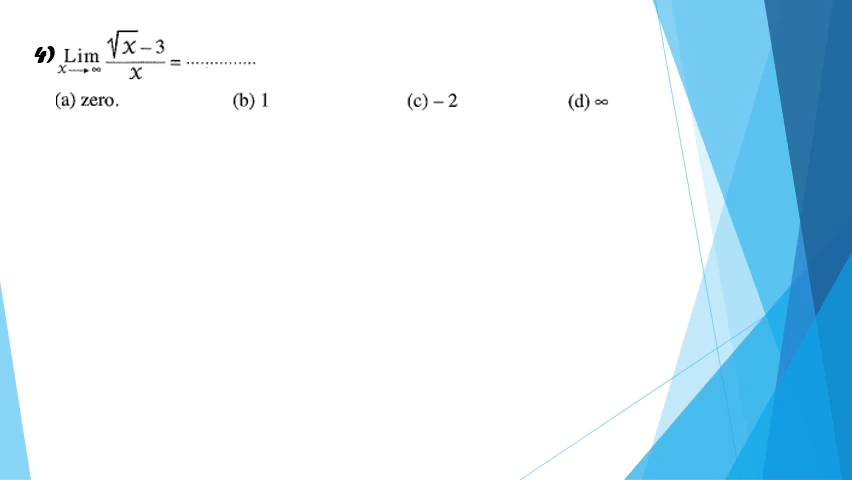 4) Lim x→∞ (√x – 3)/x = ..............
(a) zero. (b) 1 (c) – 2 (d) ∞